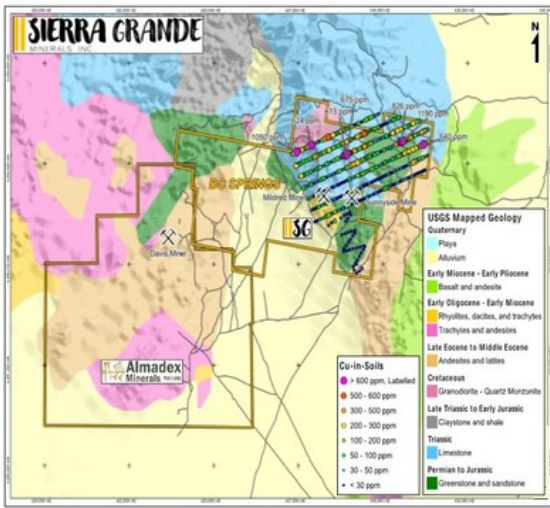 SIERRA GRANDE
MINERALS INC
N
1
675 ppm
826 ppm
1190 ppm
1050 ppm
640 ppm
BC SPRINGS
Mildred Mine
Sunnyside Mine
SG
Davis Mine
Almadex
Minerals
Cu-in-Soils
> 600 ppm, Labelled
500 - 600 ppm
300 - 500 ppm
200 - 300 ppm
100 - 200 ppm
50 - 100 ppm
30 - 50 ppm
< 30 ppm
USGS Mapped Geology
Quaternary
Playa
Alluvium
Early Miocene - Early Pliocene
Basalt and andesite
Early Oligocene - Early Miocene
Rhyolites, dacites, and trachytes
Trachytes and andesites
Late Eocene to Middle Eocene
Andesites and latites
Cretaceous
Granodiorite - Quartz Monzonite
Late Triassic to Early Jurassic
Claystone and shale
Triassic
Limestone
Permian to Jurassic
Greenstone and sandstone